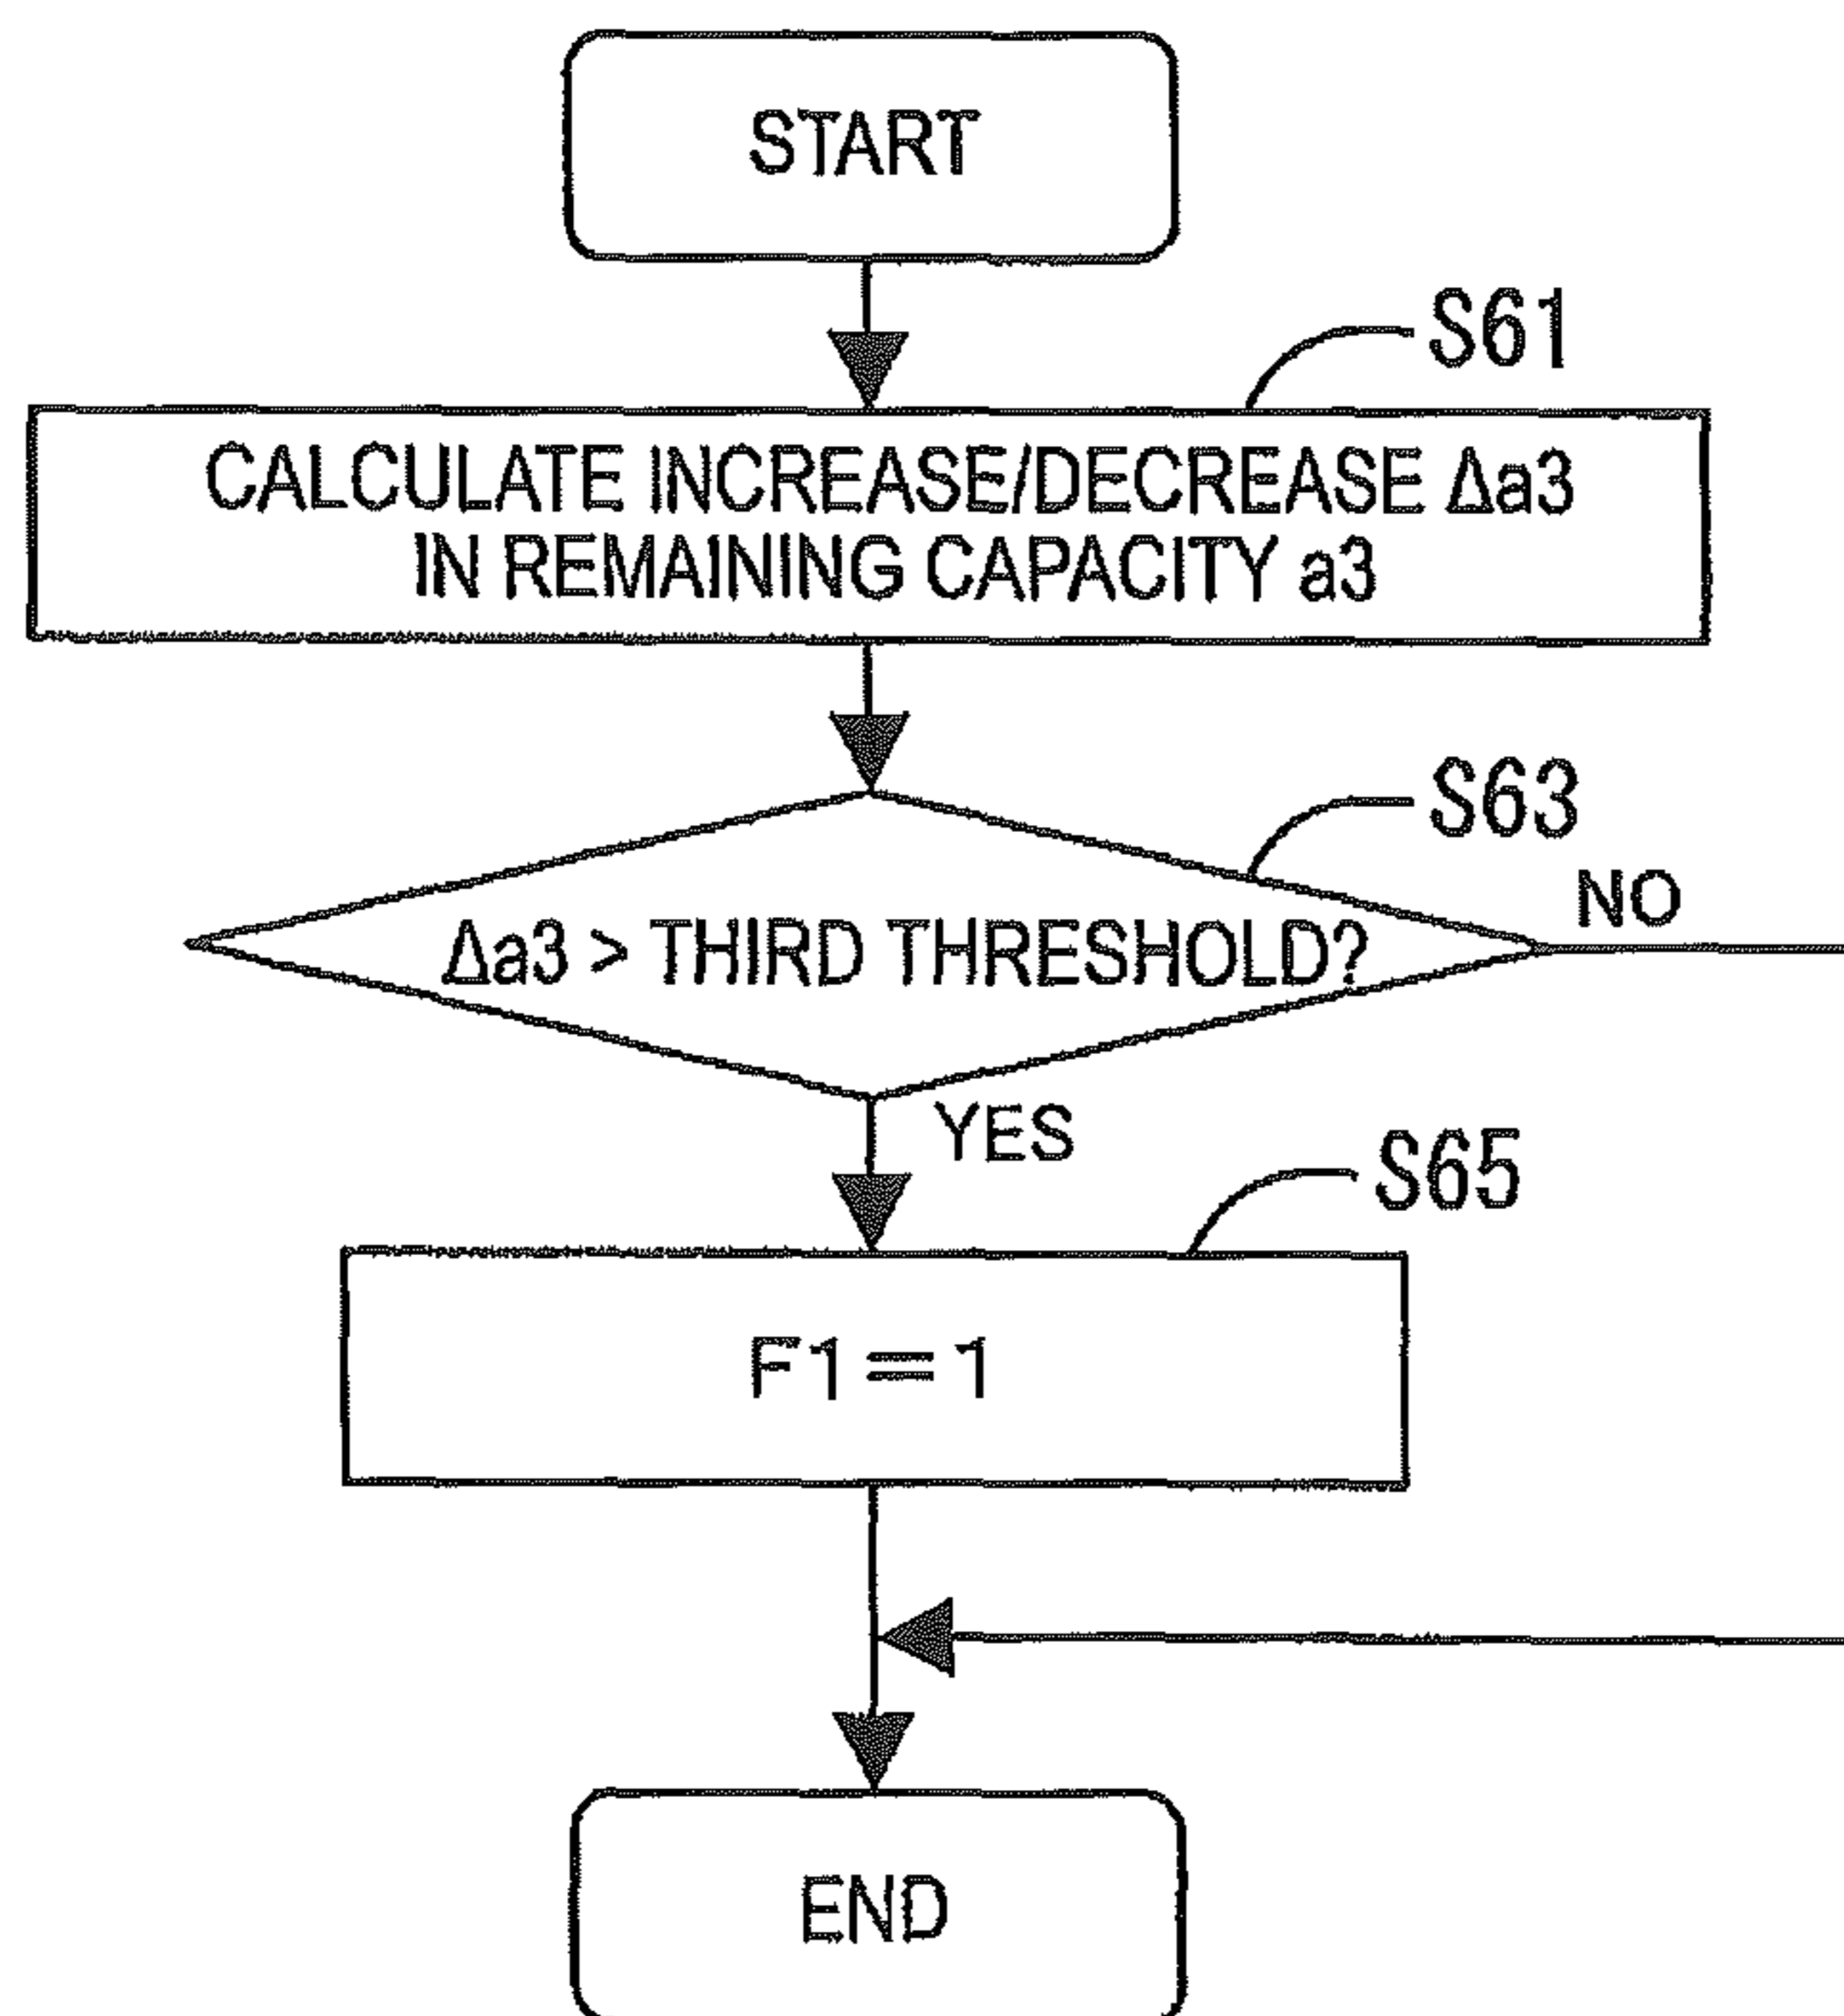 START
S61
CALCULATE INCREASE/DECREASE Δa3
IN REMAINING CAPACITY a3
S63
NO
Δa3 > THIRD THRESHOLD?
YES
S65
F1=1
END